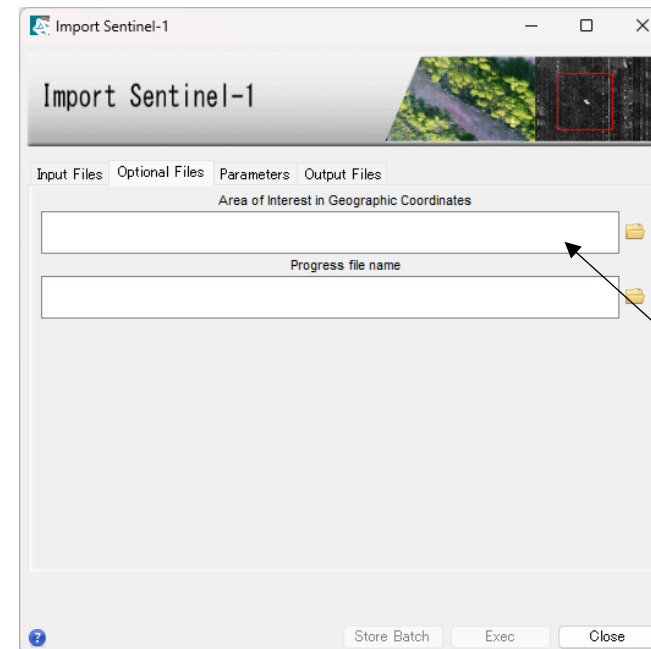 Import Sentinel-1
Import Sentinel-1
Input Files Optional Files Parameters Output Files
Area of Interest in Geographic Coordinates
Progress file name
Store Batch Exec Close